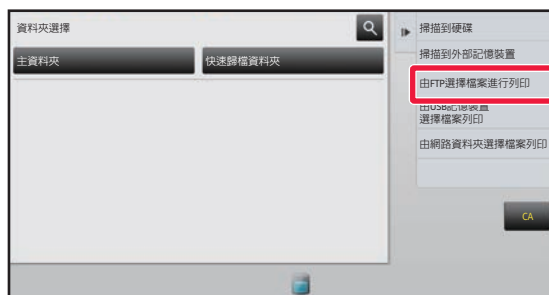 資料夾選擇
主資料夾
快速歸檔資料夾
掃描到硬碟
掃描到外部記憶裝置
由FTP選擇檔案進行列印
由USB記憶裝置
選擇檔案列印
由網路資料夾選擇檔案列印
CA